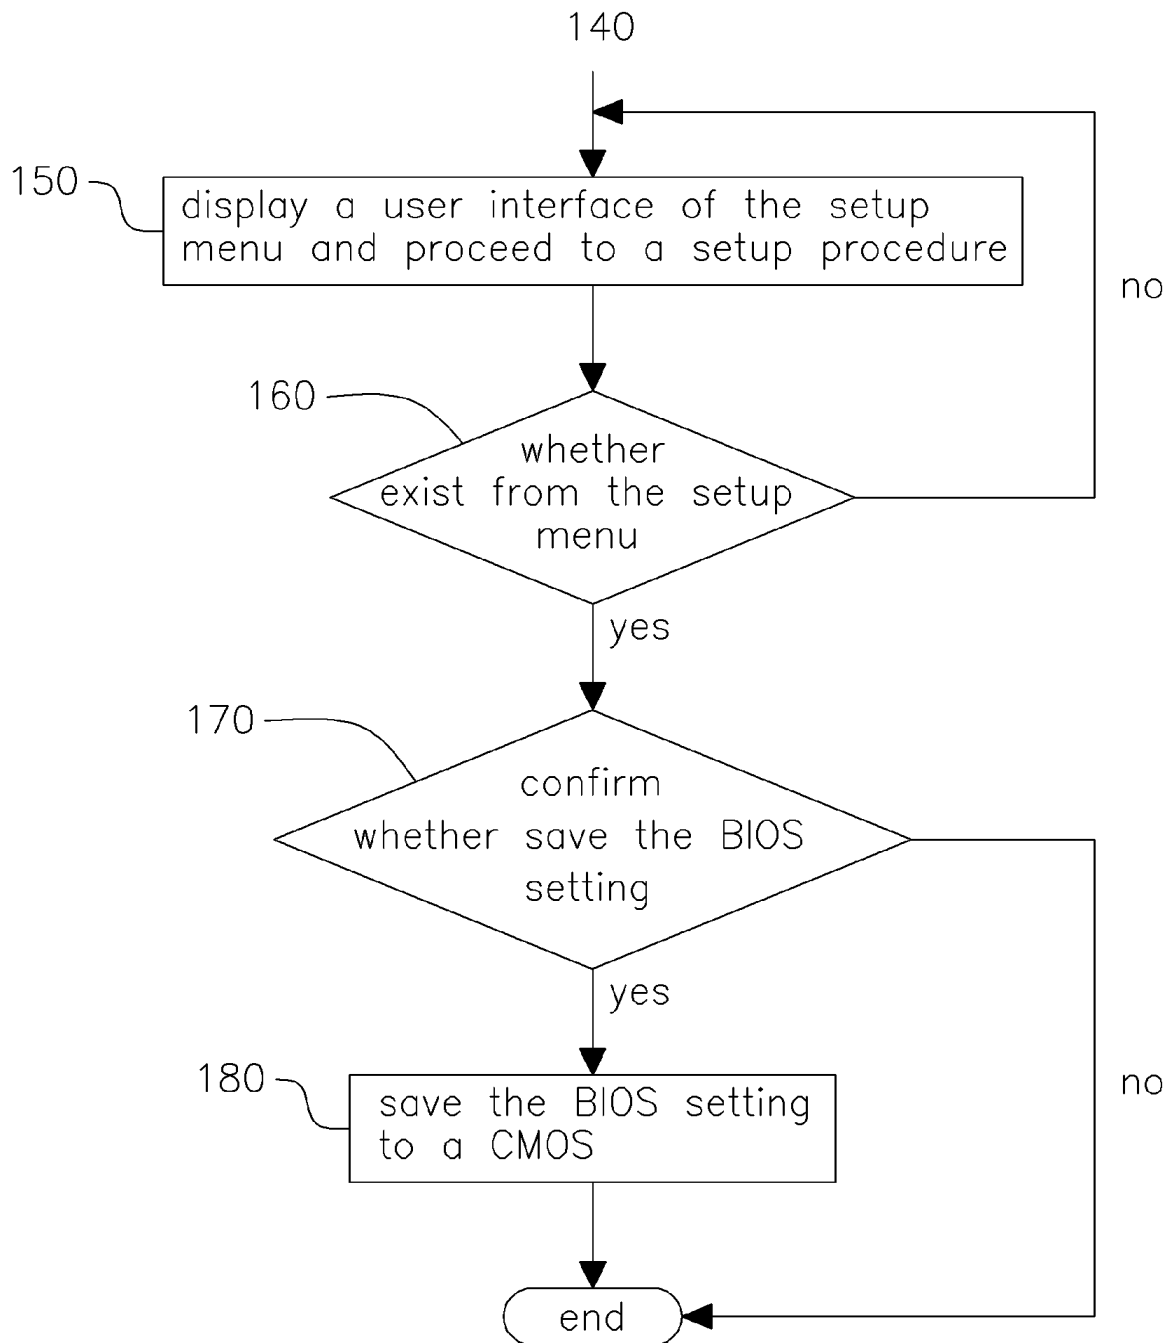 140
150
display a user interface of the setup
menu and proceed to a setup procedure
no
160
whether
exist from the setup
menu
yes
170
confirm
whether save the BIOS
setting
yes
no
180
save the BIOS setting
to a CMOS
end